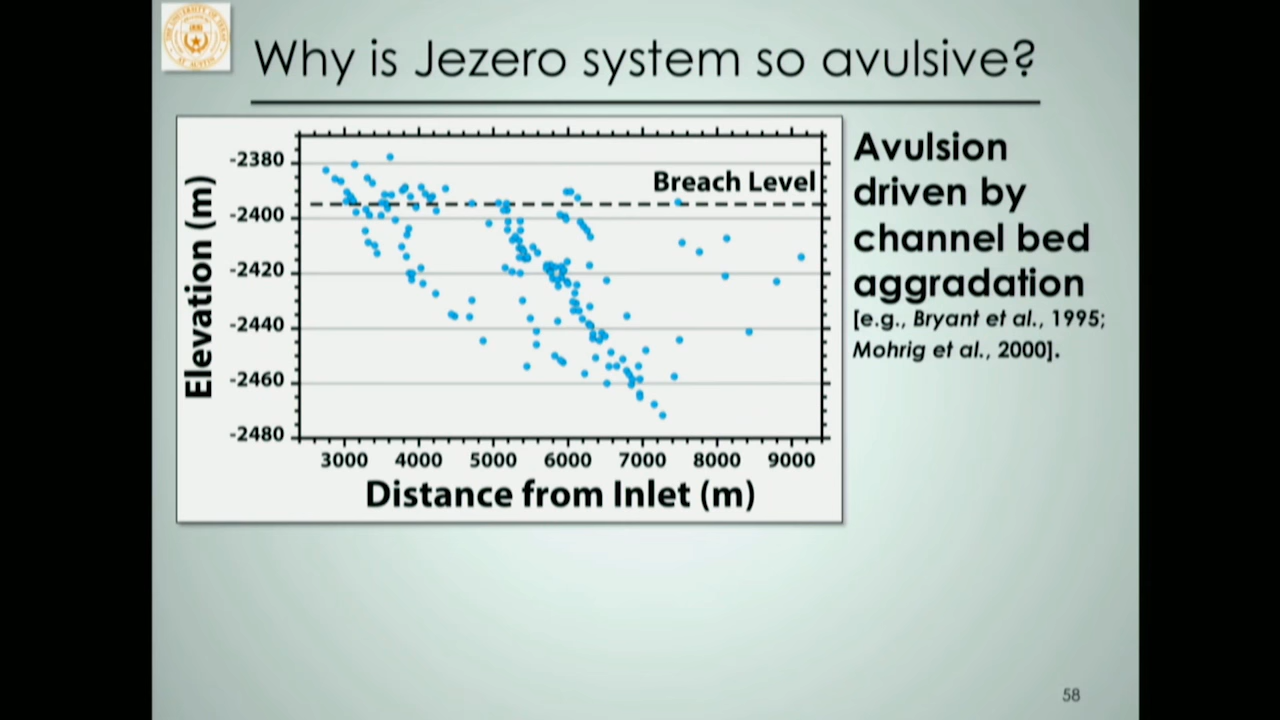 Why is Jezero system so avulsive?
Avulsion
driven by
channel bed
aggradation
[e.g., Bryant et al., 1995;
Mohrig et al., 2000].
Breach Level
Elevation (m)
-2380
-2400
-2420
-2440
-2460
-2480
3000 4000 5000 6000 7000 8000 9000
Distance from Inlet (m)
58